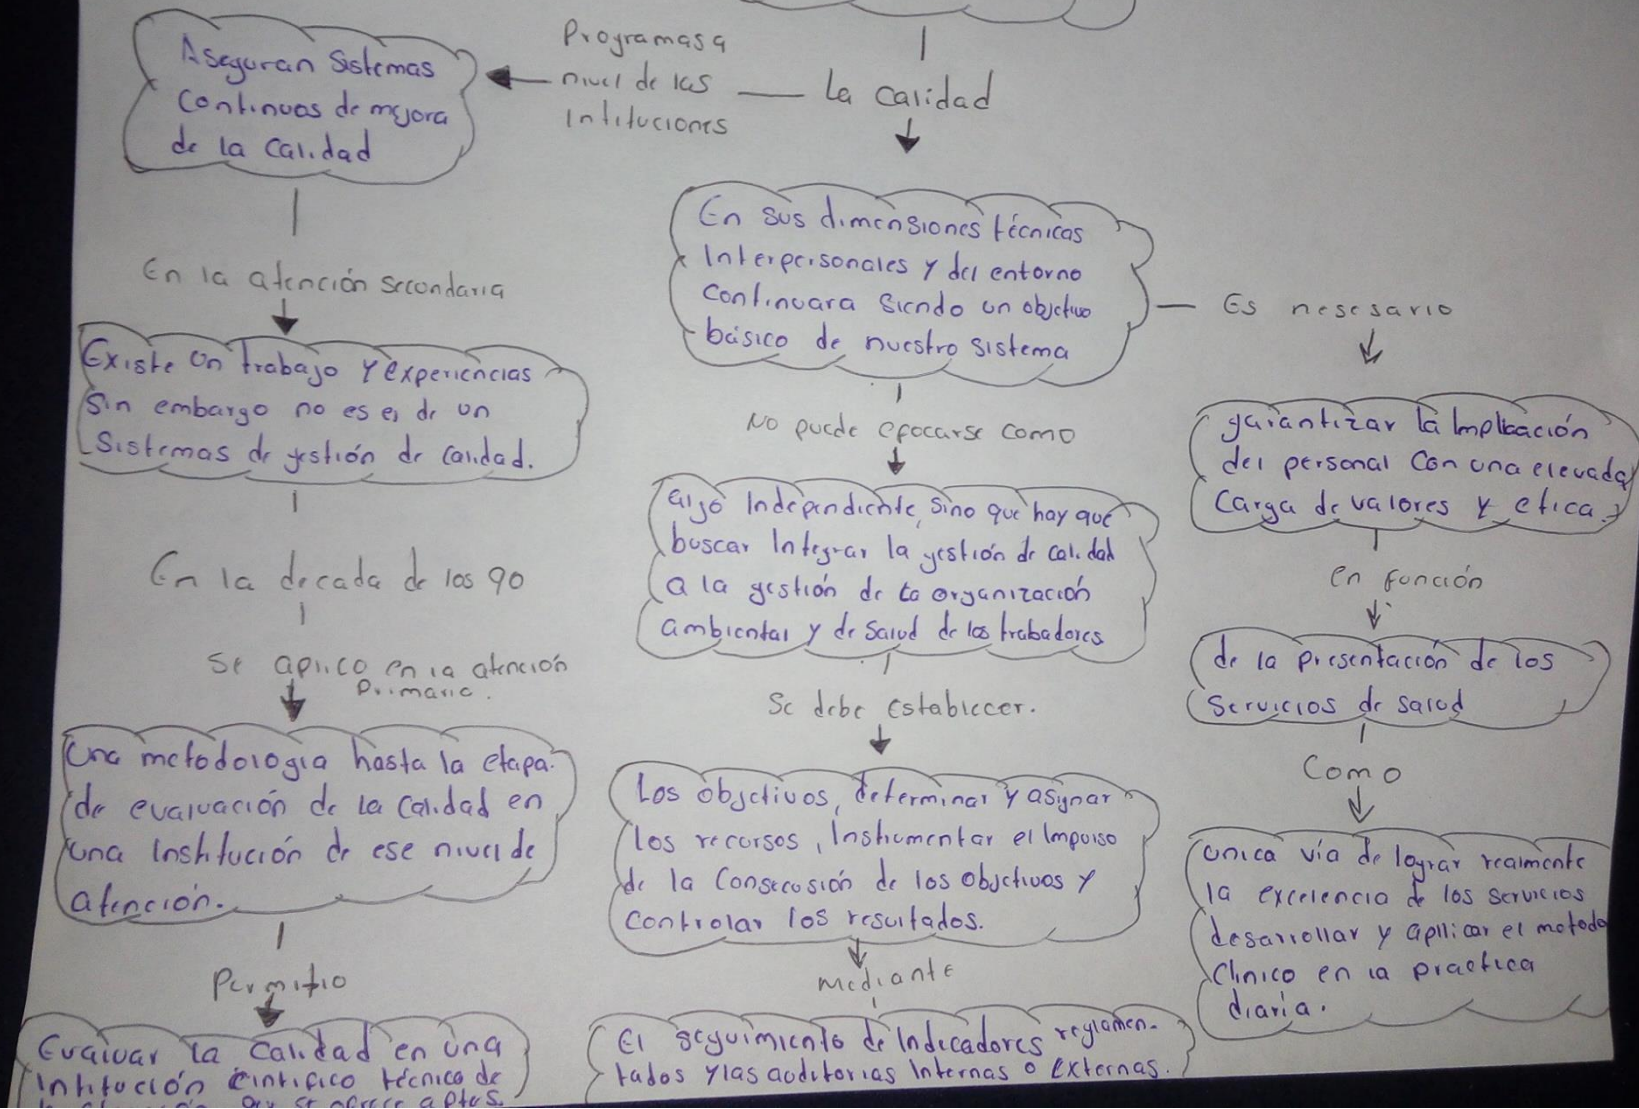 Programas a
nivel de las
Intituciones
La calidad
Aseguran Sistemas
Continuos de mejora
de la calidad
En la atención secundaria
Existe un trabajo y experiencias
Sin embargo no es el de un
Sistemas de gestión de calidad.
En la decada de los 90
Se aplico en la atención
Primaria.
Una metodologia hasta la etapa
de evaluación de la calidad en
una Institución de ese nivel de
atención.
Permitio
Evaluar la calidad en una
Intitución cintifico técnica de
En sus dimensiones técnicas
Interpersonales y del entorno
Continuara siendo un objetivo
básico de nuestro sistema
No puede efocarse como
algo Independiente, Sino que hay que
buscar Integrar la gestión de calidad
a la gestión de la organización
ambiental y de salud de los trabadores
Se debe establecer.
Los objetivos, determinar y asignar
los recursos, Instrumentar el Impulso
de la Consecusión de los objetivos y
controlar los resultados.
mediante
El seguimiento de Indicadores reglamen-
tados y las auditorias Internas o externas.
Es nesesario
garantizar la Implicación
del personal con una elevada
Carga de valores y etica.
en función
de la presentación de los
Servicios de salud
Como
Unica vía de lograr realmente
la excelencia de los servicios
desarrollar y apllicar el metodo
Clinico en la practica
diaria.